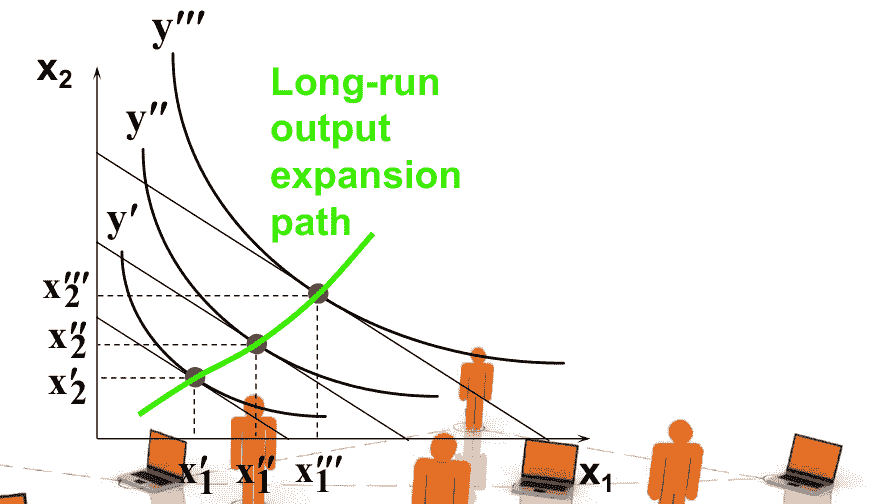 y′′′
x₂
Long-run
output
expansion
path
y′′
y′
x₂′′′
x₂′′
x₂′
x₁′
x₁′′
x₁′′′
x₁